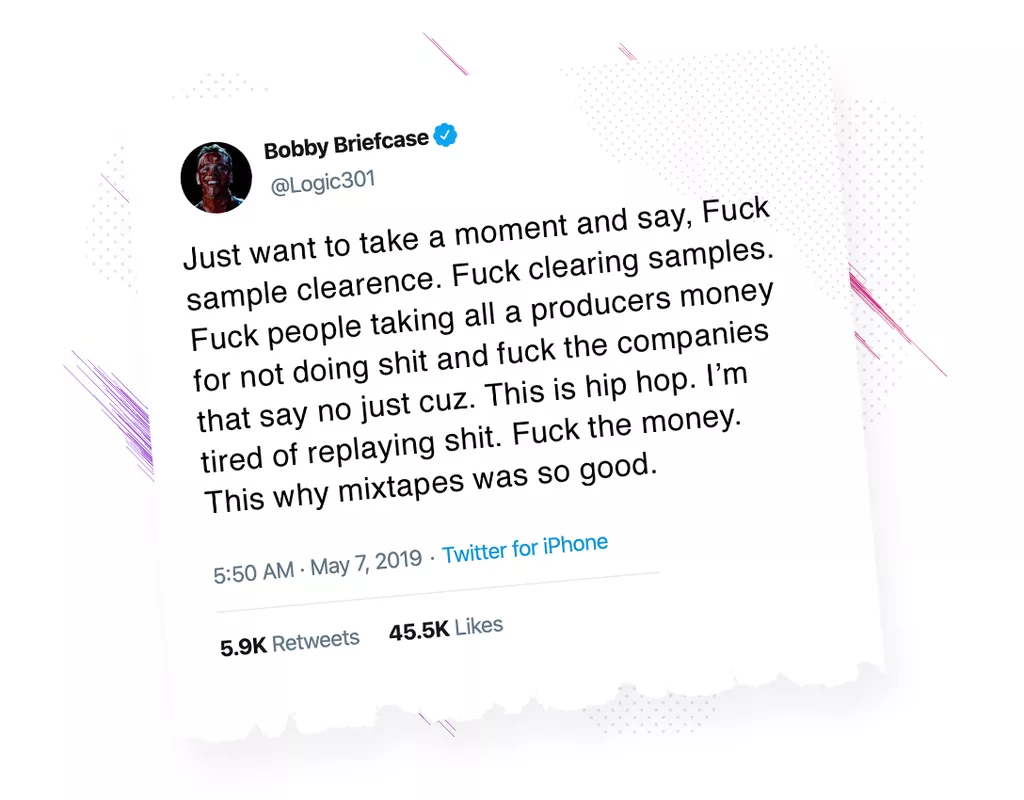 Bobby Briefcase
@Logic301
Just want to take a moment and say, Fuck
sample clearence. Fuck clearing samples.
Fuck people taking all a producers money
for not doing shit and fuck the companies
that say no just cuz. This is hip hop. I’m
tired of replaying shit. Fuck the money.
This why mixtapes was so good.
5:50 AM · May 7, 2019 · Twitter for iPhone
5.9K Retweets 45.5K Likes